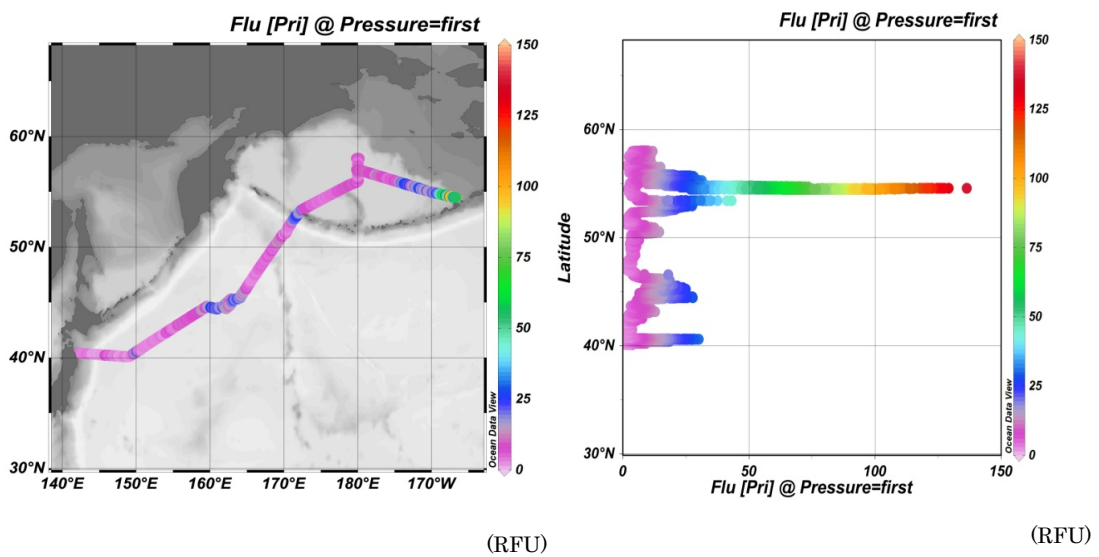 Flu [Pri] @ Pressure=first
60°N
50°N
40°N
30°N
140°E
150°E
160°E
170°E
180°E
170°W
150
125
100
75
50
25
0
Ocean Data View
(RFU)
Flu [Pri] @ Pressure=first
Latitude
60°N
50°N
40°N
30°N
0
50
100
150
Flu [Pri] @ Pressure=first
150
125
100
75
50
25
0
Ocean Data View
(RFU)